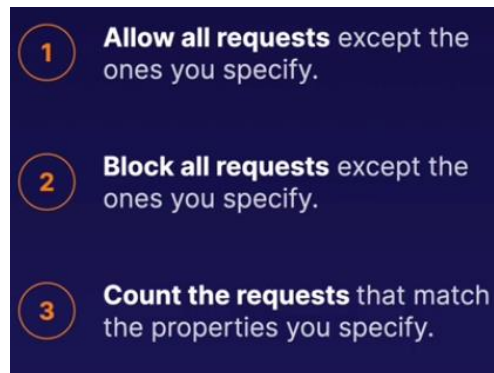 1
Allow all requests except the
ones you specify.
2
Block all requests except the
ones you specify.
3
Count the requests that match
the properties you specify.